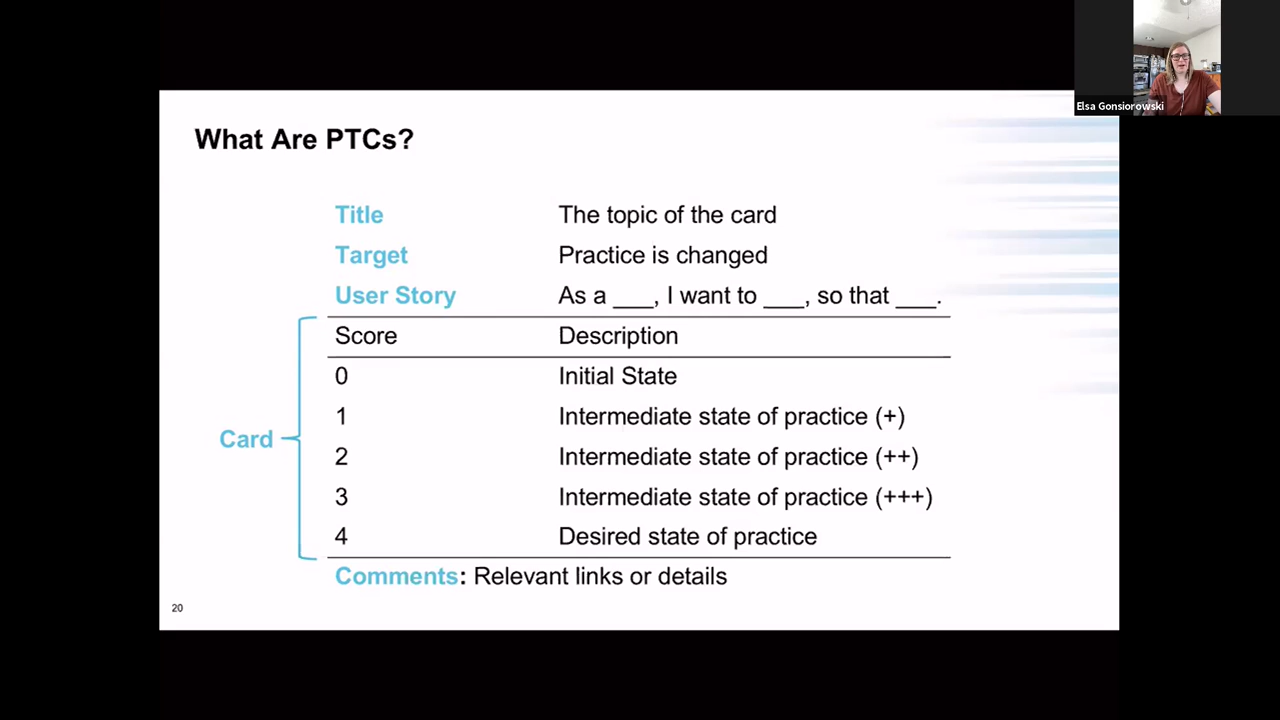 Elsa Gonsiorowski
What Are PTCs?
Title The topic of the card
Target Practice is changed
User Story As a ___, I want to ___, so that ___.
Score Description
0 Initial State
1 Intermediate state of practice (+)
Card
2 Intermediate state of practice (++)
3 Intermediate state of practice (+++)
4 Desired state of practice
Comments: Relevant links or details
20